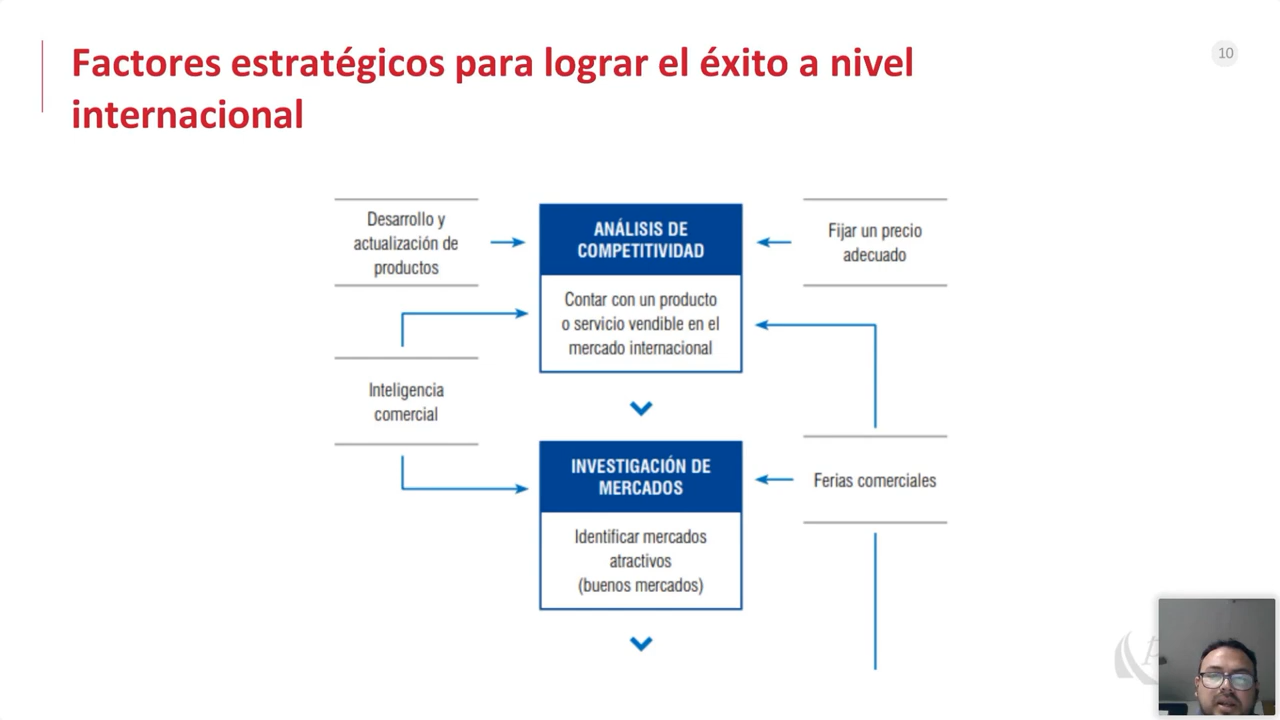 Factores estratégicos para lograr el éxito a nivel
internacional
10
Desarrollo y
actualización de
productos
ANÁLISIS DE
COMPETITIVIDAD
Contar con un producto
o servicio vendible en el
mercado internacional
Fijar un precio
adecuado
Inteligencia
comercial
INVESTIGACIÓN DE
MERCADOS
Identificar mercados
atractivos
(buenos mercados)
Ferias comerciales